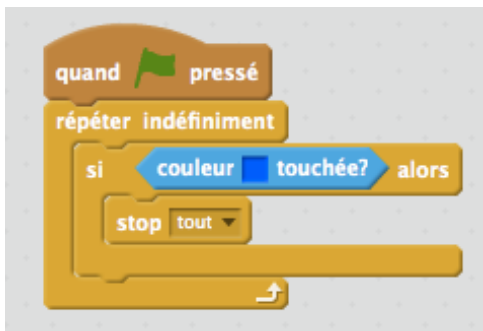 quand pressé
répéter indéfiniment
si couleur touchée? alors
stop tout